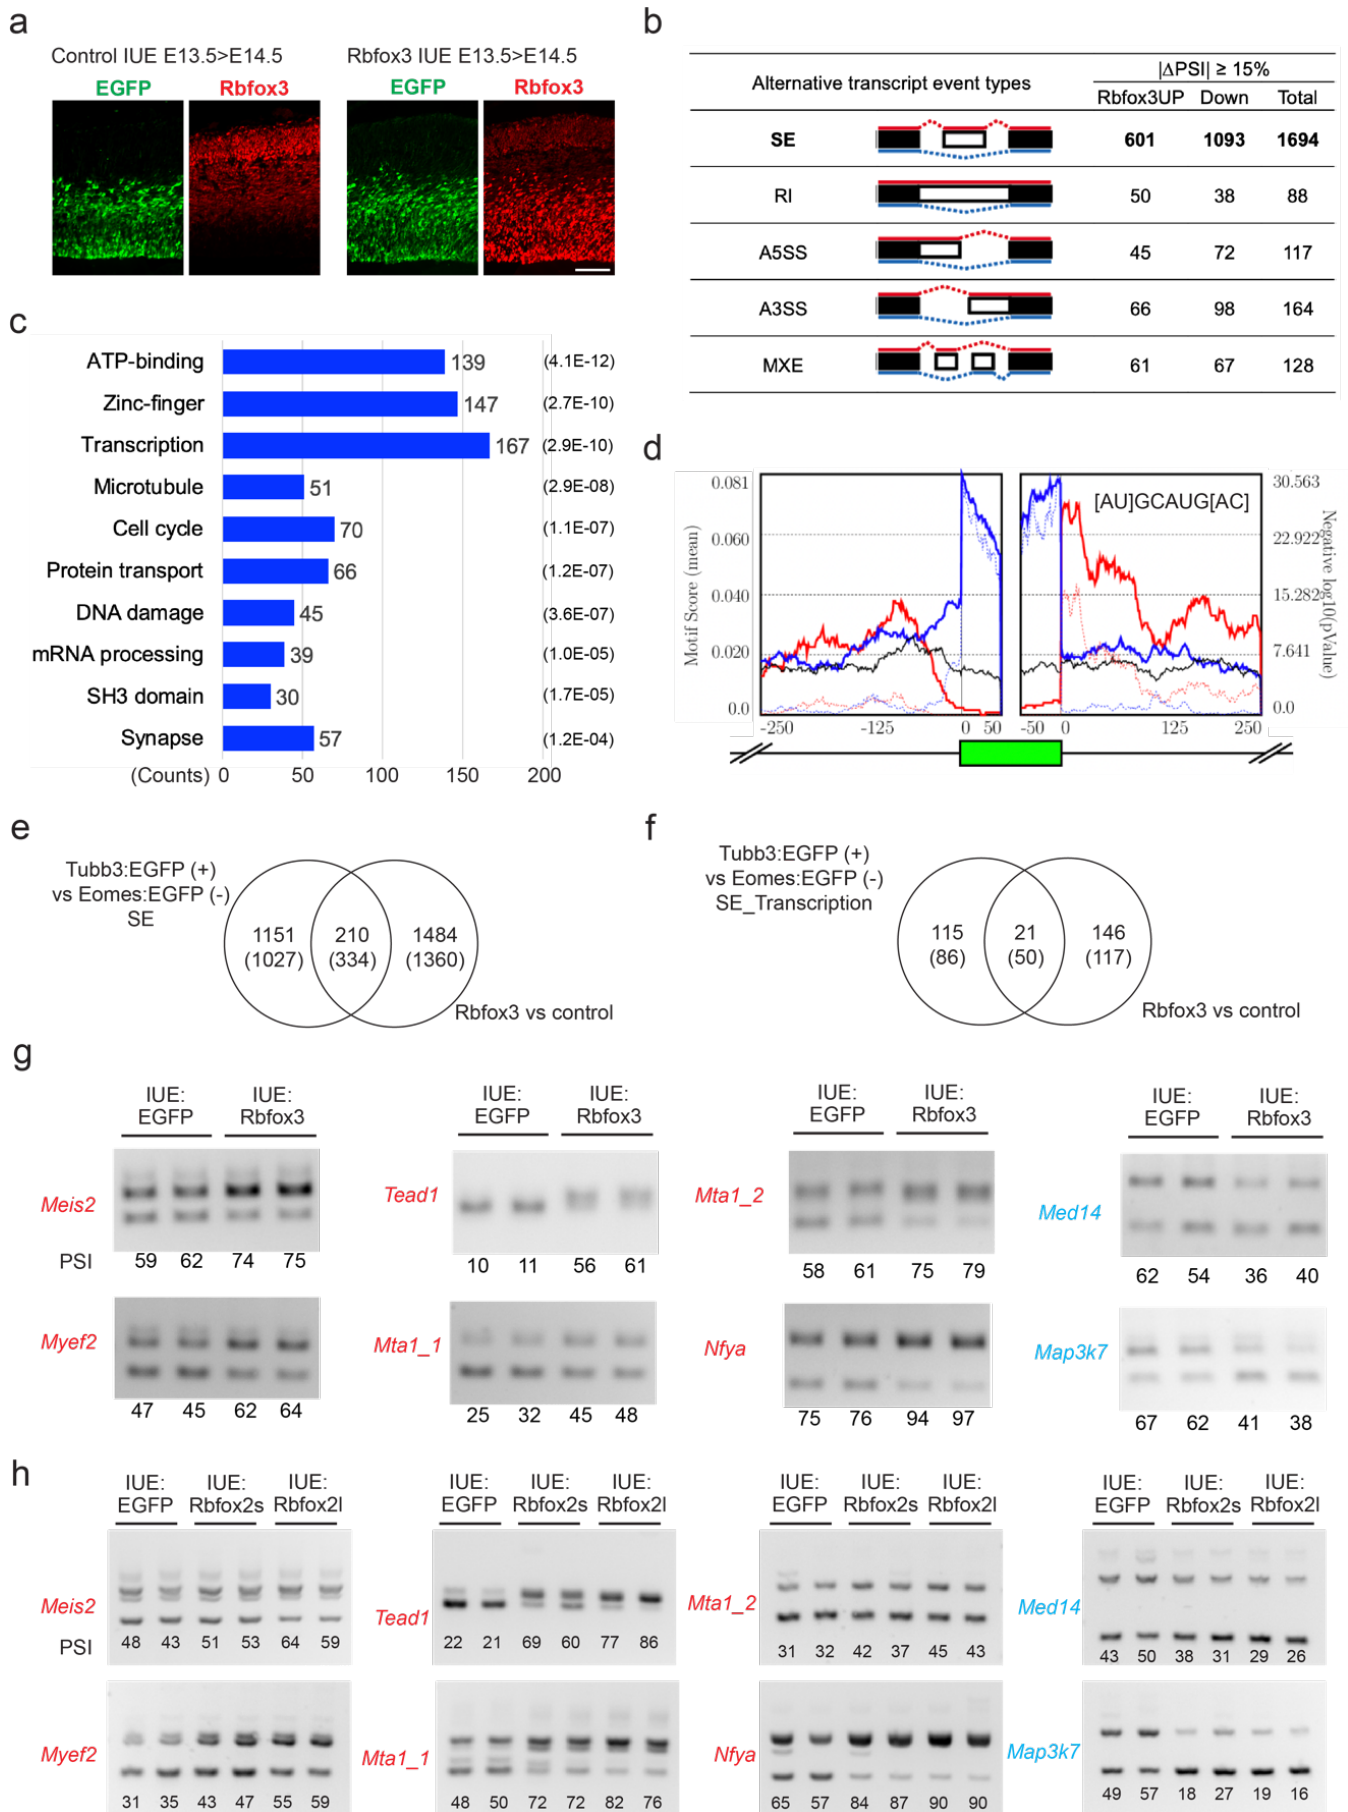 a
Control IUE E13.5>E14.5
Rbfox3 IUE E13.5>E14.5
EGFP Rbfox3 EGFP Rbfox3
b
Alternative transcript event types
|ΔPSI| ≥ 15%
Rbfox3UP Down Total
SE 601 1093 1694
RI 50 38 88
A5SS 45 72 117
A3SS 66 98 164
MXE 61 67 128
c
ATP-binding 139 (4.1E-12)
Zinc-finger 147 (2.7E-10)
Transcription 167 (2.9E-10)
Microtubule 51 (2.9E-08)
Cell cycle 70 (1.1E-07)
Protein transport 66 (1.2E-07)
DNA damage 45 (3.6E-07)
mRNA processing 39 (1.0E-05)
SH3 domain 30 (1.7E-05)
Synapse 57 (1.2E-04)
(Counts) 0 50 100 150 200
d
Motif Score (mean)
0.081
0.060
0.040
0.020
0.0
[AU]GCAUG[AC]
30.563
22.922
15.282
7.641
0.0
Negative log10(pValue)
-250 -125 0 50 -50 0 125 250
e
Tubb3:EGFP (+)
vs Eomes:EGFP (-)
SE
1151 210 1484
(1027) (334) (1360)
Rbfox3 vs control
f
Tubb3:EGFP (+)
vs Eomes:EGFP (-)
SE_Transcription
115 21 146
(86) (50) (117)
Rbfox3 vs control
g
IUE: IUE: IUE: IUE: IUE: IUE: IUE: IUE:
EGFP Rbfox3 EGFP Rbfox3 EGFP Rbfox3 EGFP Rbfox3
Meis2 Tead1 Mta1_2 Med14
PSI 59 62 74 75 10 11 56 61 58 61 75 79 62 54 36 40
Myef2 Mta1_1 Nfya Map3k7
47 45 62 64 25 32 45 48 75 76 94 97 67 62 41 38
h
IUE: IUE: IUE: IUE: IUE: IUE: IUE: IUE: IUE: IUE: IUE: IUE:
EGFP Rbfox2s Rbfox2l EGFP Rbfox2s Rbfox2l EGFP Rbfox2s Rbfox2l EGFP Rbfox2s Rbfox2l
Meis2 Tead1 Mta1_2 Med14
PSI 48 43 51 53 64 59 22 21 69 60 77 86 31 32 42 37 45 43 43 50 38 31 29 26
Myef2 Mta1_1 Nfya Map3k7
31 35 43 47 55 59 48 50 72 72 82 76 65 57 84 87 90 90 49 57 18 27 19 16